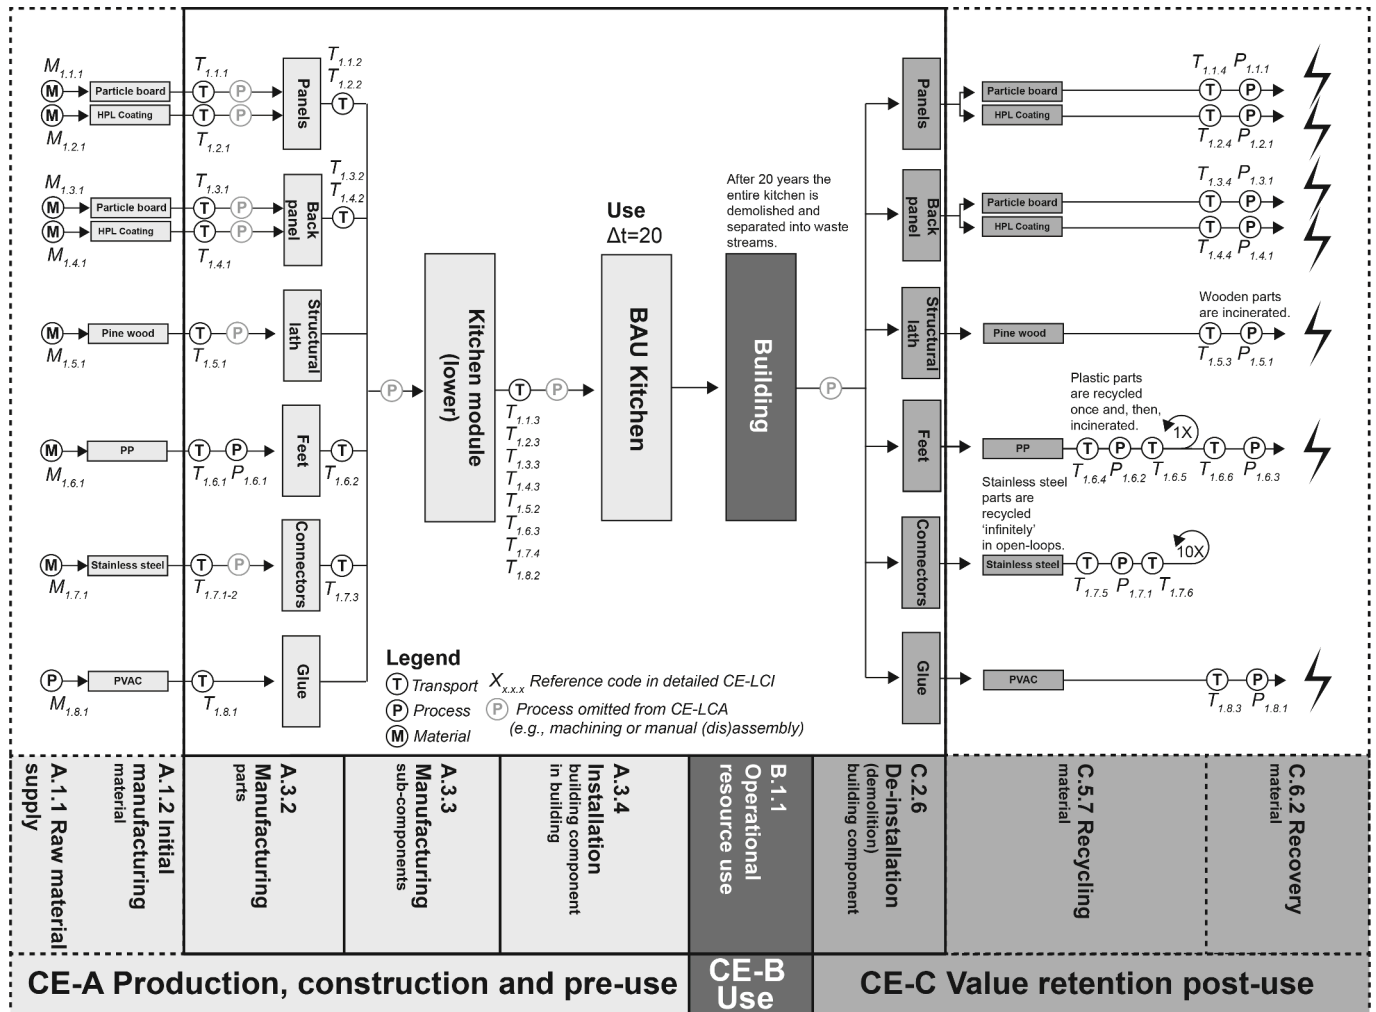 M1.1.1
M
Particle board
T1.1.1
T
P
M
HPL Coating
T
P
M1.2.1
T1.2.1
Panels
T1.1.2
T1.2.2
T
M1.3.1
M
Particle board
T1.3.1
T
P
M
HPL Coating
T
P
M1.4.1
T1.4.1
Back
panel
T1.3.2
T1.4.2
T
M
Pine wood
T
P
M1.5.1
T1.5.1
Structural
lath
M
PP
T
P
M1.6.1
T1.6.1
P1.6.1
Feet
T
T1.6.2
M
Stainless steel
T
P
M1.7.1
T1.7.1-2
Connectors
T
T1.7.3
P
PVAC
T
M1.8.1
T1.8.1
Glue
P
Kitchen module
(lower)
T
P
T1.1.3
T1.2.3
T1.3.3
T1.4.3
T1.5.2
T1.6.3
T1.7.4
T1.8.2
Use
Δt=20
BAU Kitchen
After 20 years the
entire kitchen is
demolished and
separated into waste
streams.
Building
P
Panels
Particle board
HPL Coating
T1.1.4 P1.1.1
T P
T P
T1.2.4 P1.2.1
Back
panel
Particle board
HPL Coating
T1.3.4 P1.3.1
T P
T P
T1.4.4 P1.4.1
Structural
lath
Pine wood
Wooden parts
are incinerated.
T P
T1.5.3 P1.5.1
Feet
PP
Plastic parts
are recycled
once and, then,
incinerated.
1X
T P T T P
T1.6.4 P1.6.2 T1.6.5 T1.6.6 P1.6.3
Connectors
Stainless steel
Stainless steel
parts are
recycled
‘infinitely’
in open-loops.
10X
T P T
T1.7.5 P1.7.1 T1.7.6
Glue
PVAC
T P
T1.8.3 P1.8.1
Legend
T Transport
P Process
M Material
Xx.x.x Reference code in detailed CE-LCI
P Process omitted from CE-LCA
(e.g., machining or manual (dis)assembly)
A.1.1 Raw material
supply
A.1.2 Initial
manufacturing
material
A.3.2
Manufacturing
parts
A.3.3
Manufacturing
sub-components
A.3.4
Installation
building component
in building
B.1.1
Operational
resource use
C.2.6
De-installation
(demolition)
building component
C.5.7 Recycling
material
C.6.2 Recovery
material
CE-A Production, construction and pre-use
CE-B
Use
CE-C Value retention post-use